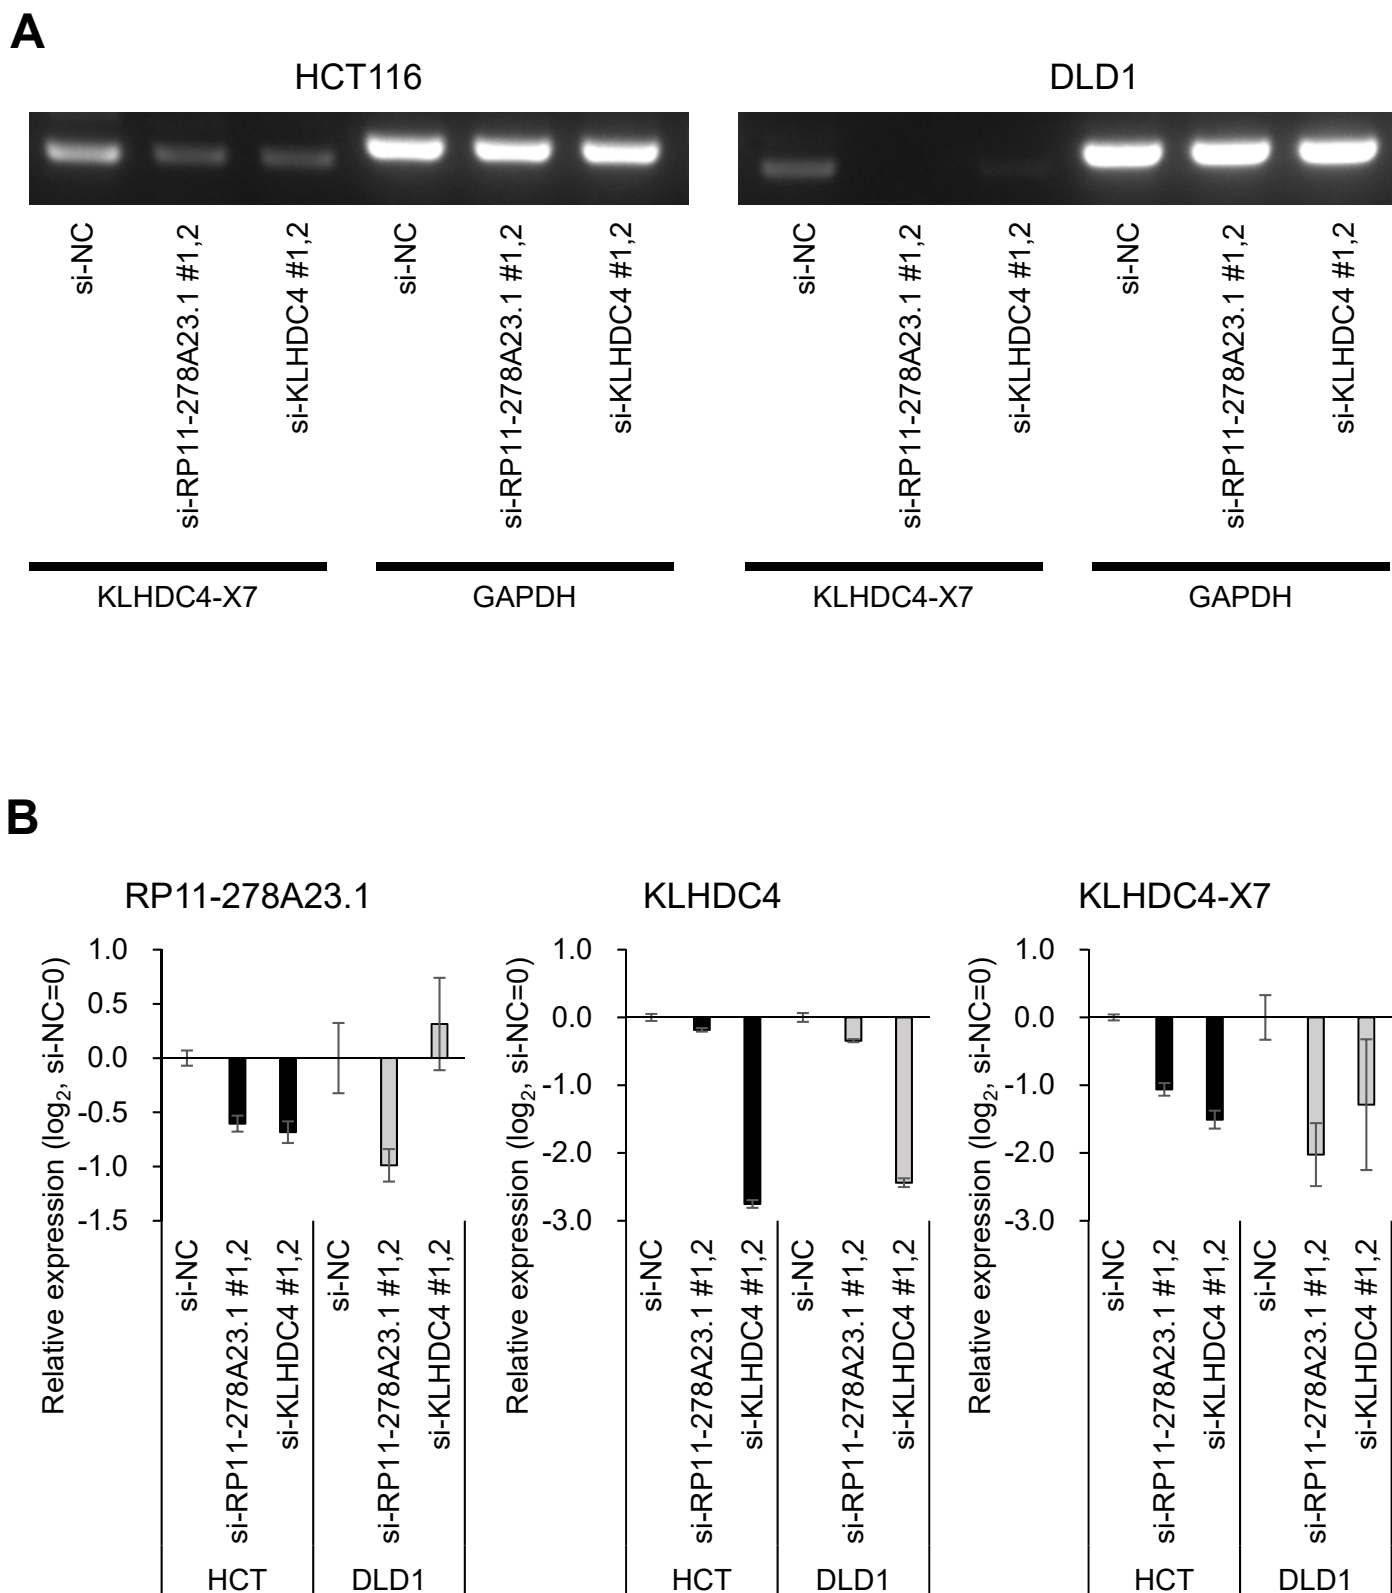 A
HCT116
DLD1
si-NC
si-RP11-278A23.1 #1,2
si-KLHDC4 #1,2
si-NC
si-RP11-278A23.1 #1,2
si-KLHDC4 #1,2
si-NC
si-RP11-278A23.1 #1,2
si-KLHDC4 #1,2
si-NC
si-RP11-278A23.1 #1,2
si-KLHDC4 #1,2
KLHDC4-X7
GAPDH
KLHDC4-X7
GAPDH
B
RP11-278A23.1
Relative expression (log2, si-NC=0)
1.0
0.5
0.0
-0.5
-1.0
-1.5
si-NC
si-RP11-278A23.1 #1,2
si-KLHDC4 #1,2
si-NC
si-RP11-278A23.1 #1,2
si-KLHDC4 #1,2
HCT
DLD1
KLHDC4
Relative expression (log2, si-NC=0)
1.0
0.0
-1.0
-2.0
-3.0
si-NC
si-RP11-278A23.1 #1,2
si-KLHDC4 #1,2
si-NC
si-RP11-278A23.1 #1,2
si-KLHDC4 #1,2
HCT
DLD1
KLHDC4-X7
Relative expression (log2, si-NC=0)
1.0
0.0
-1.0
-2.0
-3.0
si-NC
si-RP11-278A23.1 #1,2
si-KLHDC4 #1,2
si-NC
si-RP11-278A23.1 #1,2
si-KLHDC4 #1,2
HCT
DLD1